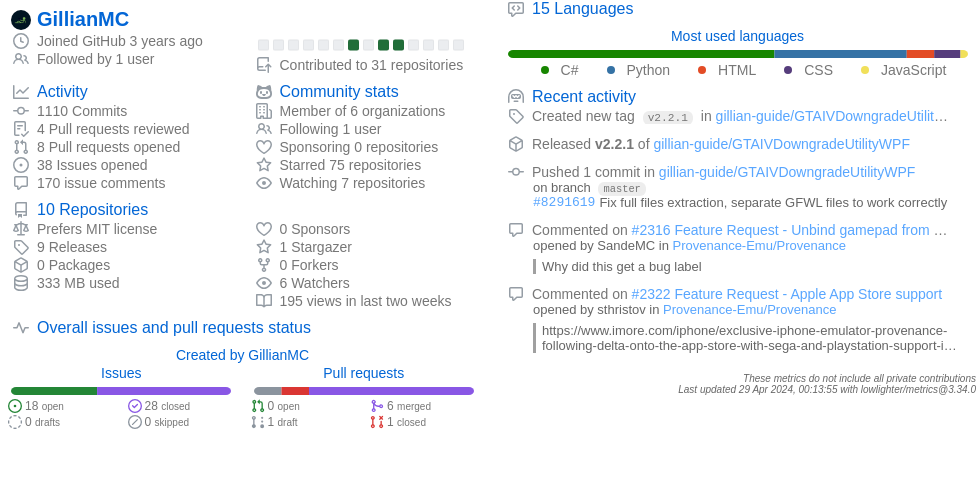 GillianMC
Joined GitHub 3 years ago
Followed by 1 user
Contributed to 31 repositories
Activity
1110 Commits
4 Pull requests reviewed
8 Pull requests opened
38 Issues opened
170 issue comments
Community stats
Member of 6 organizations
Following 1 user
Sponsoring 0 repositories
Starred 75 repositories
Watching 7 repositories
10 Repositories
Prefers MIT license
9 Releases
0 Packages
333 MB used
0 Sponsors
1 Stargazer
0 Forkers
6 Watchers
195 views in last two weeks
Overall issues and pull requests status
Created by GillianMC
Issues
18 open
28 closed
0 drafts
0 skipped
Pull requests
0 open
6 merged
1 draft
1 closed
15 Languages
Most used languages
C# Python HTML CSS JavaScript
Recent activity
Created new tag v2.2.1 in gillian-guide/GTAIVDowngradeUtilit…
Released v2.2.1 of gillian-guide/GTAIVDowngradeUtilityWPF
Pushed 1 commit in gillian-guide/GTAIVDowngradeUtilityWPF
on branch master
#8291619 Fix full files extraction, separate GFWL files to work correctly
Commented on #2316 Feature Request - Unbind gamepad from …
opened by SandeMC in Provenance-Emu/Provenance
Why did this get a bug label
Commented on #2322 Feature Request - Apple App Store support
opened by sthristov in Provenance-Emu/Provenance
https://www.imore.com/iphone/exclusive-iphone-emulator-provenance-
following-delta-onto-the-app-store-with-sega-and-playstation-support-i…
These metrics do not include all private contributions
Last updated 29 Apr 2024, 00:13:55 with lowlighter/metrics@3.34.0